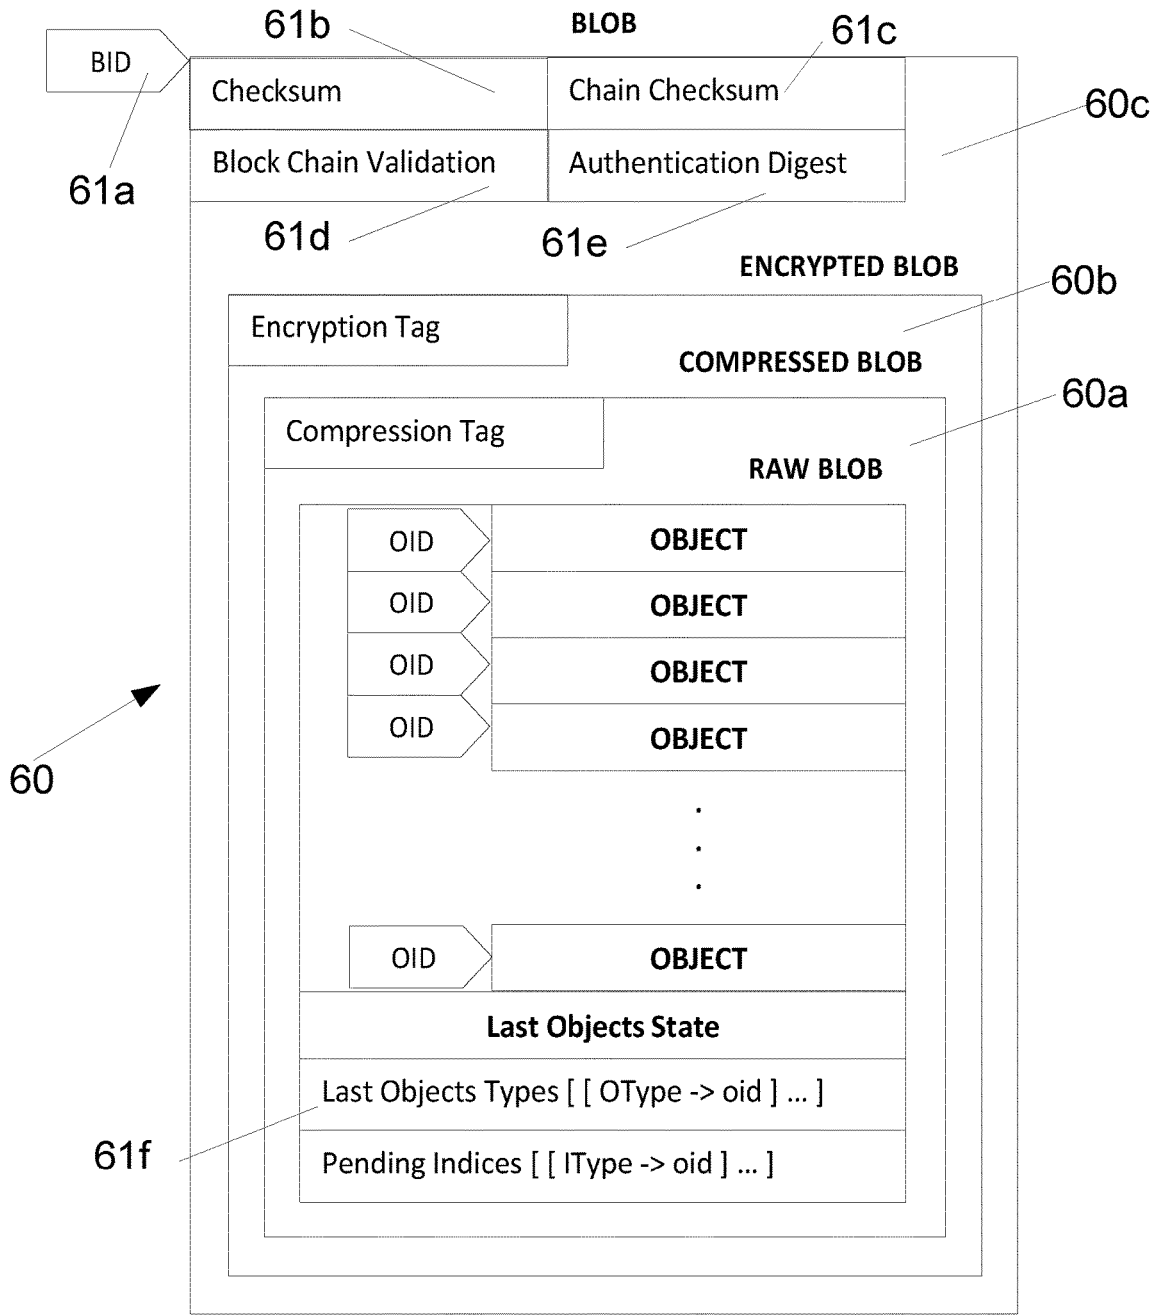 61b
BLOB
61c
BID
Checksum
Chain Checksum
60c
61a
Block Chain Validation
Authentication Digest
61d
61e
ENCRYPTED BLOB
60b
Encryption Tag
COMPRESSED BLOB
60a
Compression Tag
RAW BLOB
OID
OBJECT
OID
OBJECT
OID
OBJECT
OID
OBJECT
60
OID
OBJECT
Last Objects State
Last Objects Types [ [ OType -> oid ] ... ]
61f
Pending Indices [ [ IType -> oid ] ... ]